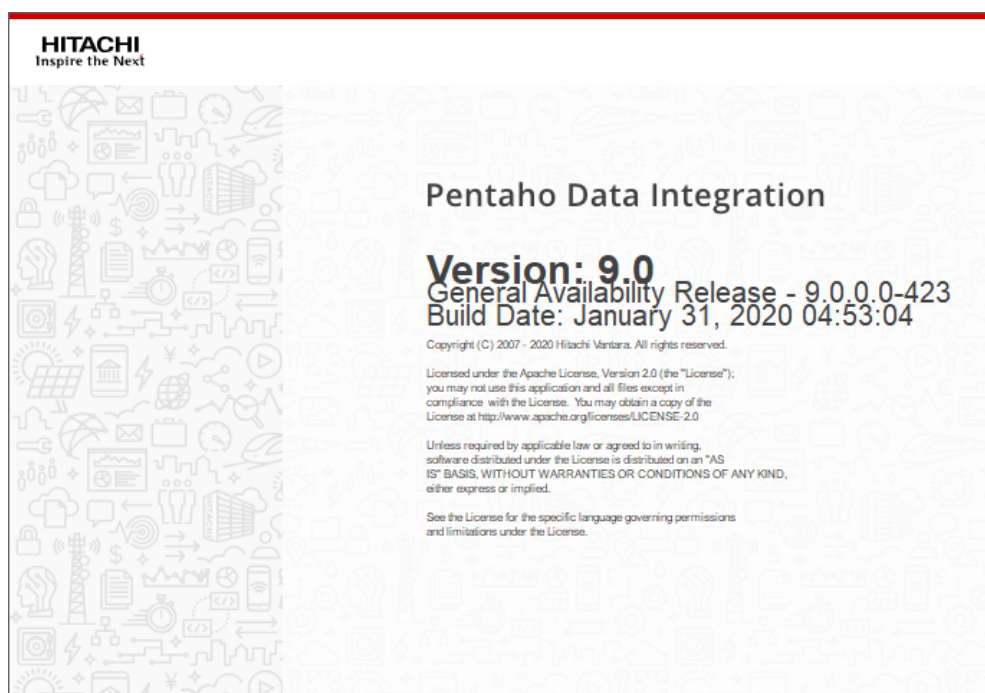 HITACHI
Inspire the Next
Pentaho Data Integration
Version: 9.0
General Availability Release - 9.0.0.0-423
Build Date: January 31, 2020 04:53:04
Copyright (C) 2007 - 2020 Hitachi Vantara. All rights reserved.
Licensed under the Apache License, Version 2.0 (the "License");
you may not use this application and all files except in
compliance with the License. You may obtain a copy of the
License at http://www.apache.org/licenses/LICENSE-2.0
Unless required by applicable law or agreed to in writing,
software distributed under the License is distributed on an "AS
IS" BASIS, WITHOUT WARRANTIES OR CONDITIONS OF ANY KIND,
either express or implied.
See the License for the specific language governing permissions
and limitations under the License.